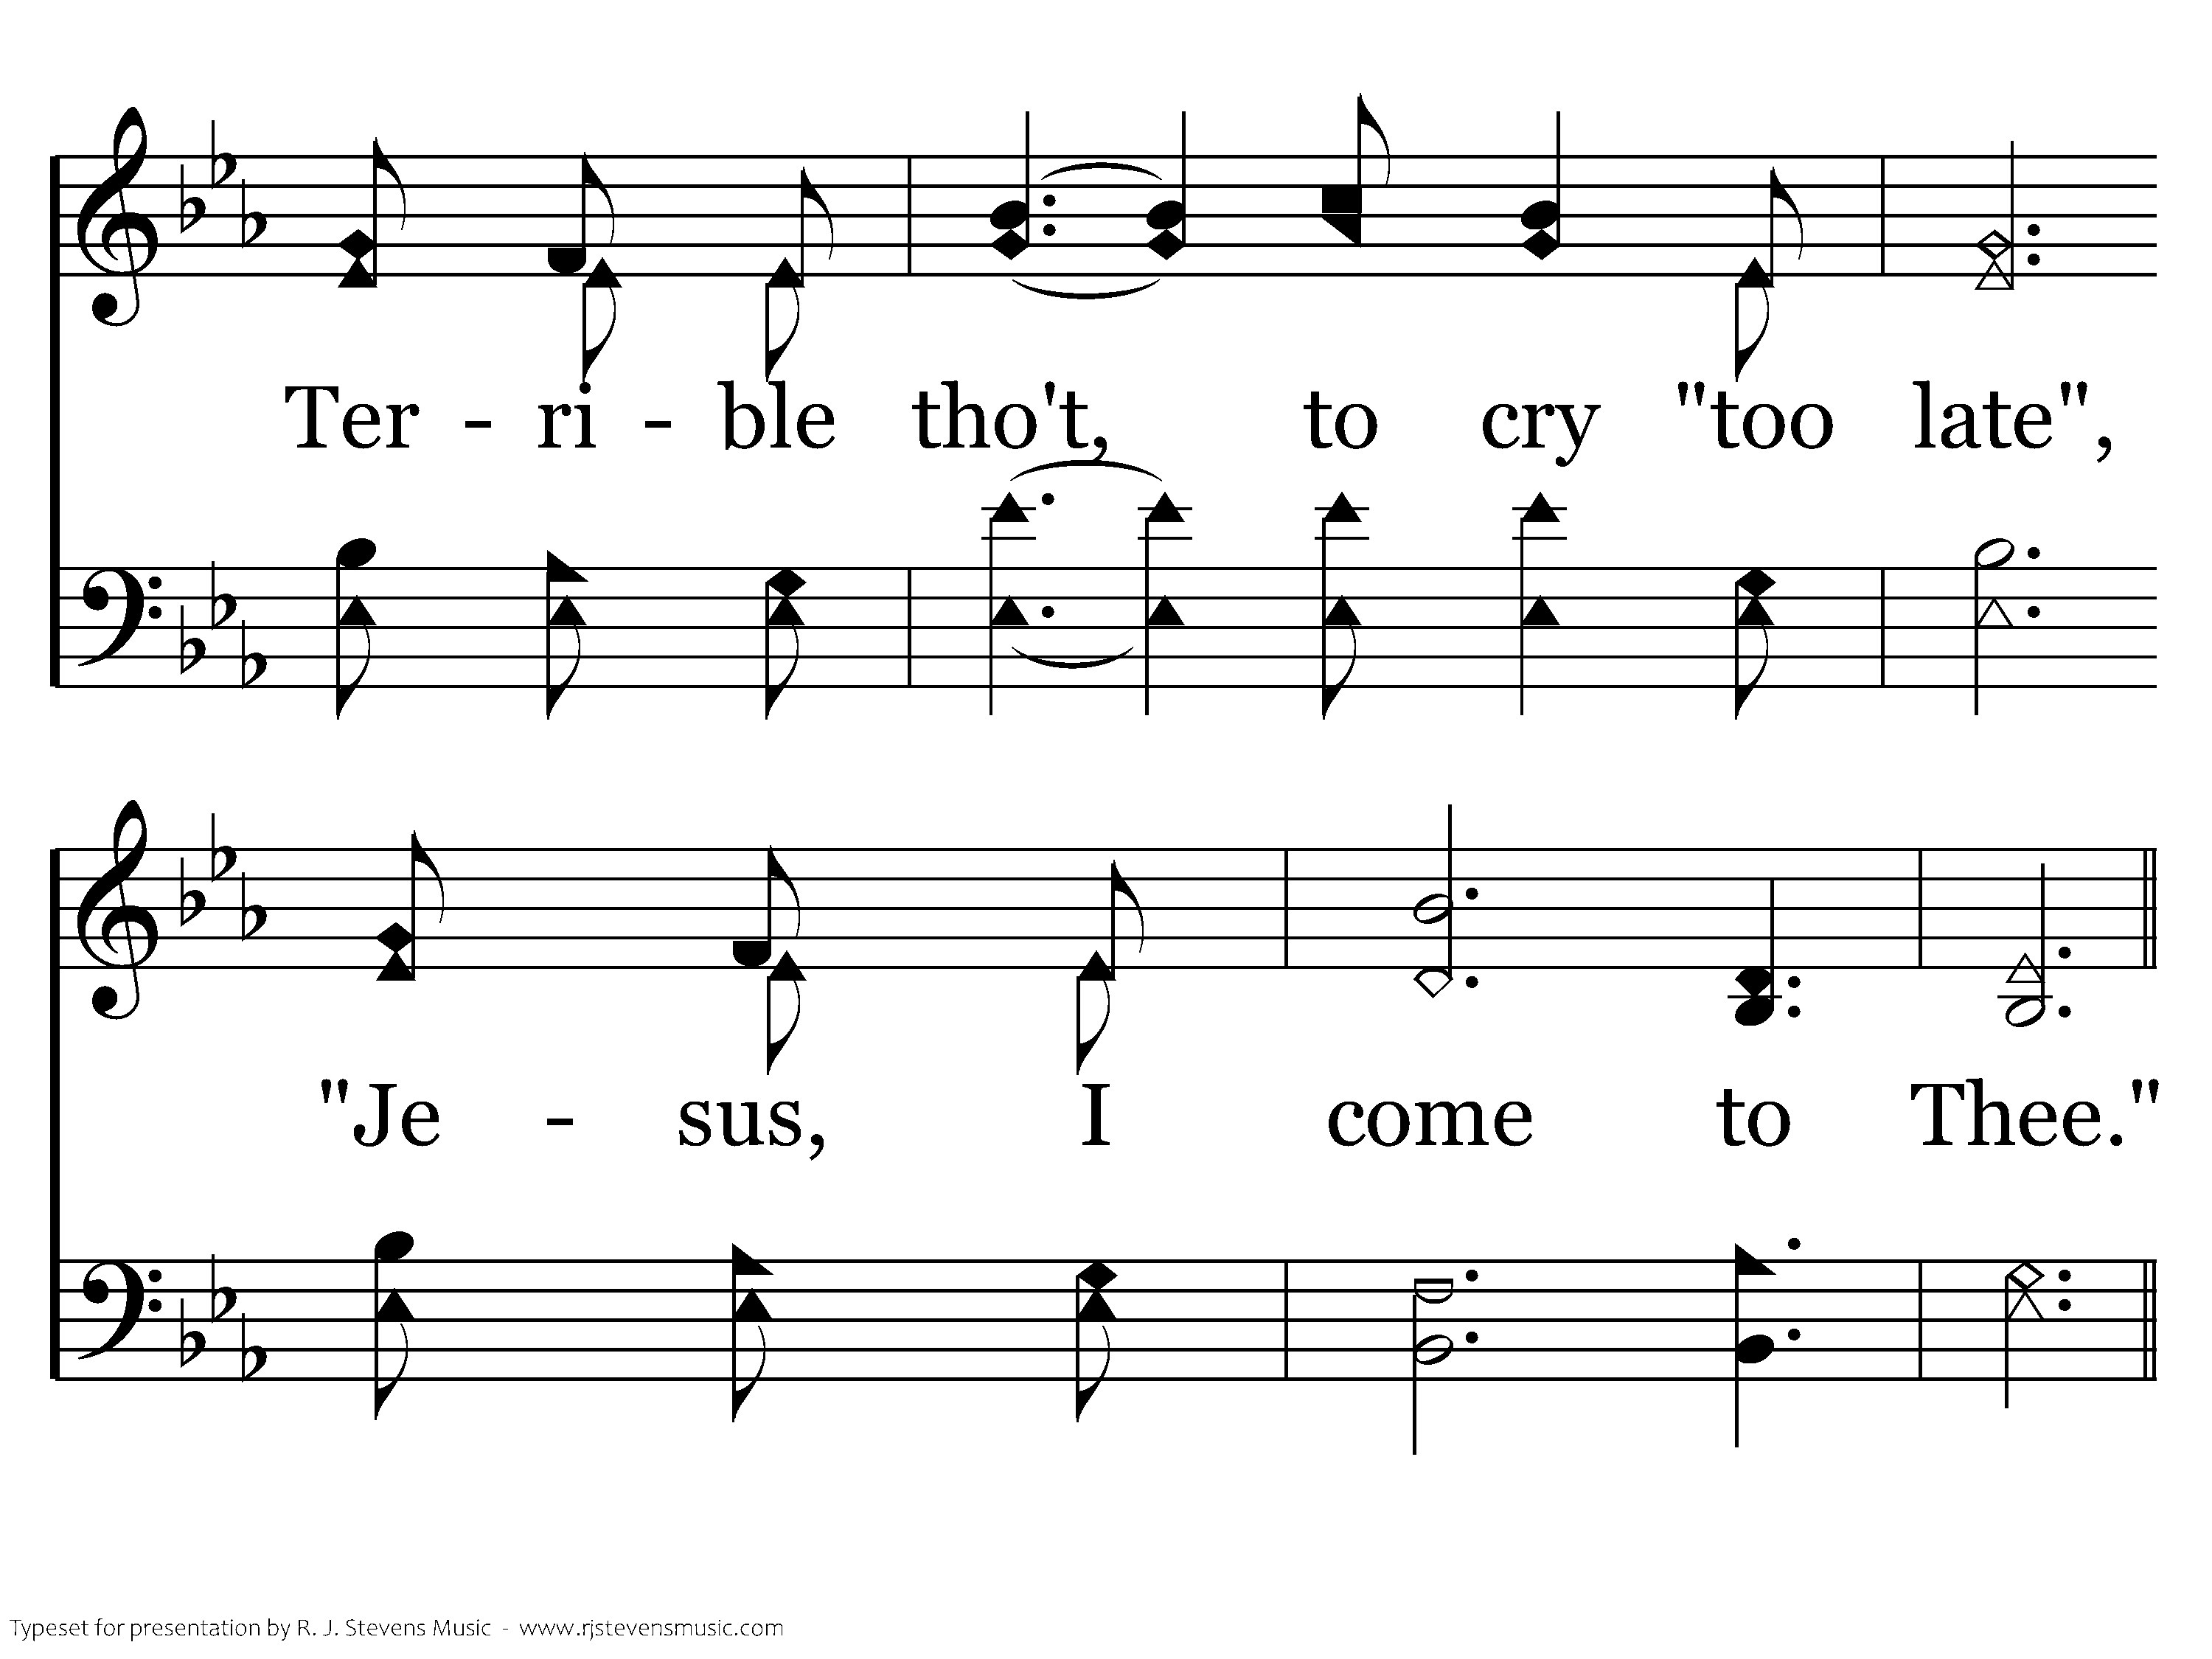 Ter - ri - ble tho't, to cry "too late",
"Je - sus, I come to Thee."
Typeset for presentation by R. J. Stevens Music - www.rjstevensmusic.com